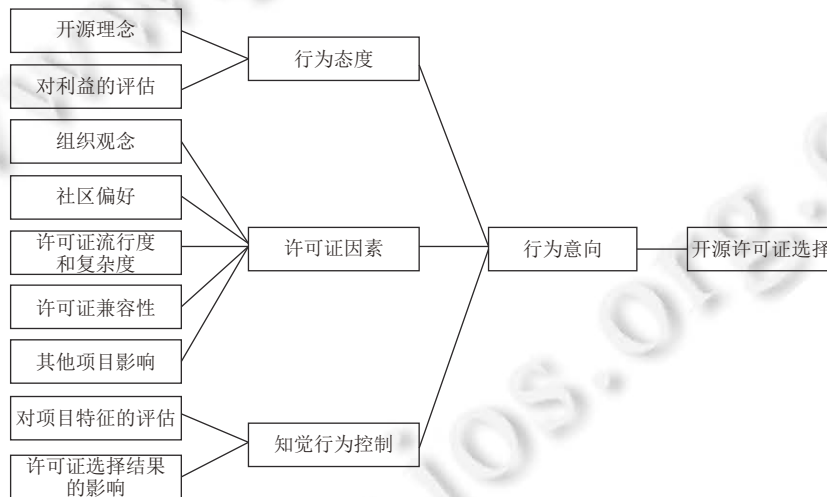 开源理念
对利益的评估
组织观念
社区偏好
许可证流行度
和复杂度
许可证兼容性
其他项目影响
对项目特征的评估
许可证选择结果
的影响
行为态度
许可证因素
知觉行为控制
行为意向
开源许可证选择